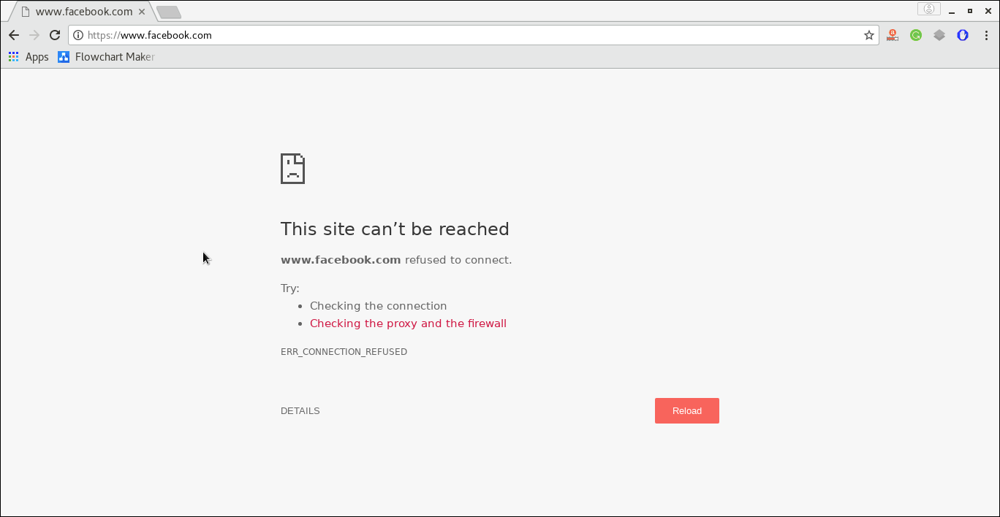 www.facebook.com
https://www.facebook.com
Apps
Flowchart Maker
This site can’t be reached
www.facebook.com refused to connect.
Try:
• Checking the connection
• Checking the proxy and the firewall
ERR_CONNECTION_REFUSED
DETAILS
Reload